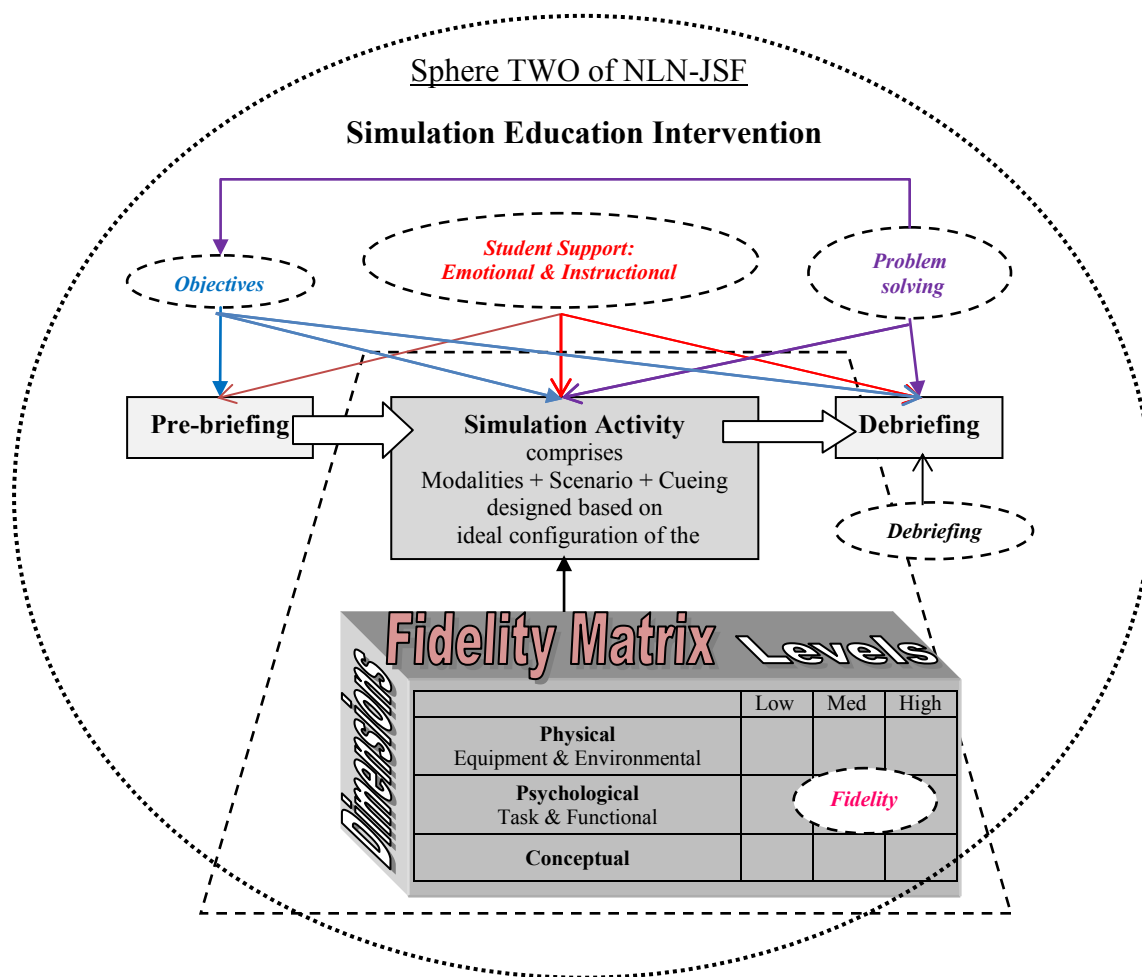 Sphere TWO of NLN-JSF
Simulation Education Intervention
Objectives
Student Support:
Emotional & Instructional
Problem
solving
Pre-briefing
Simulation Activity
comprises
Modalities + Scenario + Cueing
designed based on
ideal configuration of the
Debriefing
Debriefing
Fidelity Matrix
Levels
Dimensions
Low Med High
Physical
Equipment & Environmental
Psychological
Task & Functional
Fidelity
Conceptual